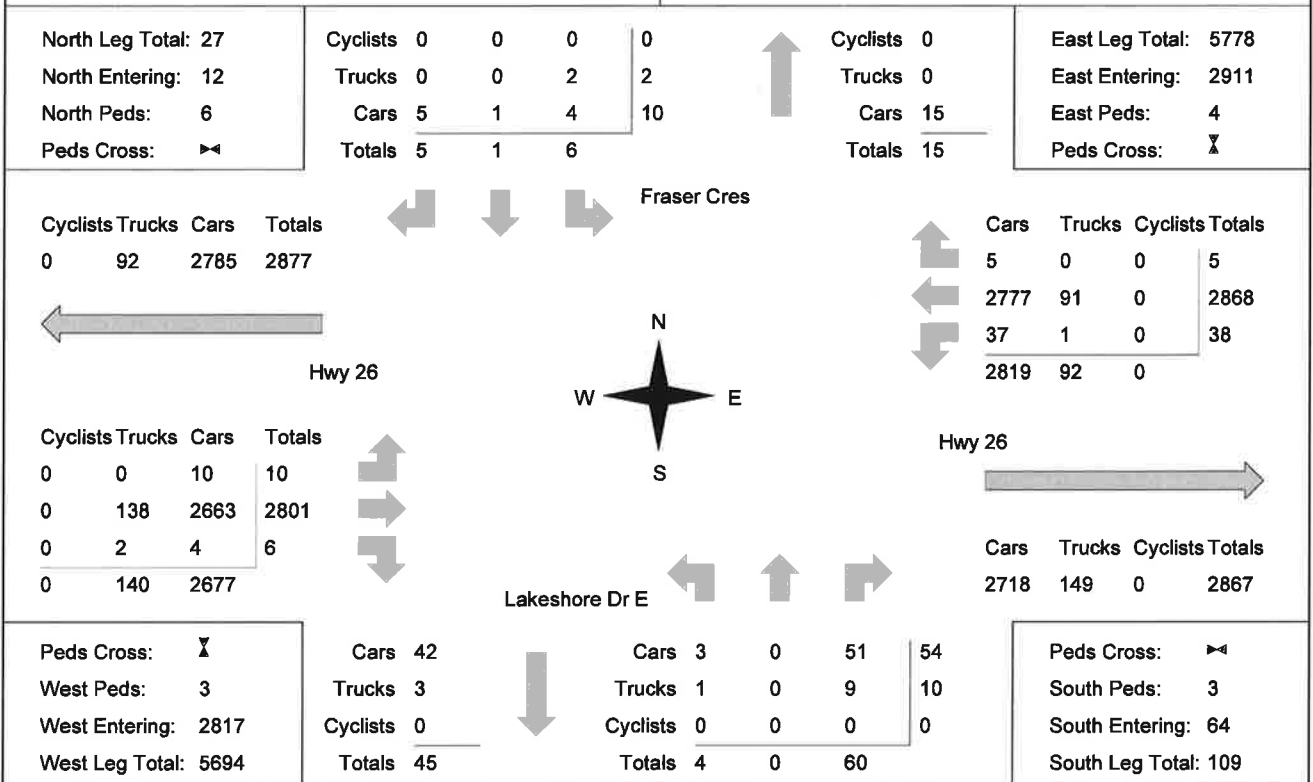 North Leg Total: 27
North Entering: 12
North Peds: 6
Peds Cross:
Cyclists 0 0 0 0
Trucks 0 0 2 2
Cars 5 1 4 10
Totals 5 1 6
Cyclists 0
Trucks 0
Cars 15
Totals 15
East Leg Total: 5778
East Entering: 2911
East Peds: 4
Peds Cross:
Fraser Cres
Cyclists Trucks Cars Totals
0 92 2785 2877
Cars Trucks Cyclists Totals
5 0 0 5
2777 91 0 2868
37 1 0 38
2819 92 0
Hwy 26
N
W E
S
Cyclists Trucks Cars Totals
0 0 10 10
0 138 2663 2801
0 2 4 6
0 140 2677
Hwy 26
Cars Trucks Cyclists Totals
2718 149 0 2867
Lakeshore Dr E
Peds Cross:
West Peds: 3
West Entering: 2817
West Leg Total: 5694
Cars 42
Trucks 3
Cyclists 0
Totals 45
Cars 3 0 51 54
Trucks 1 0 9 10
Cyclists 0 0 0 0
Totals 4 0 60
Peds Cross:
South Peds: 3
South Entering: 64
South Leg Total: 109